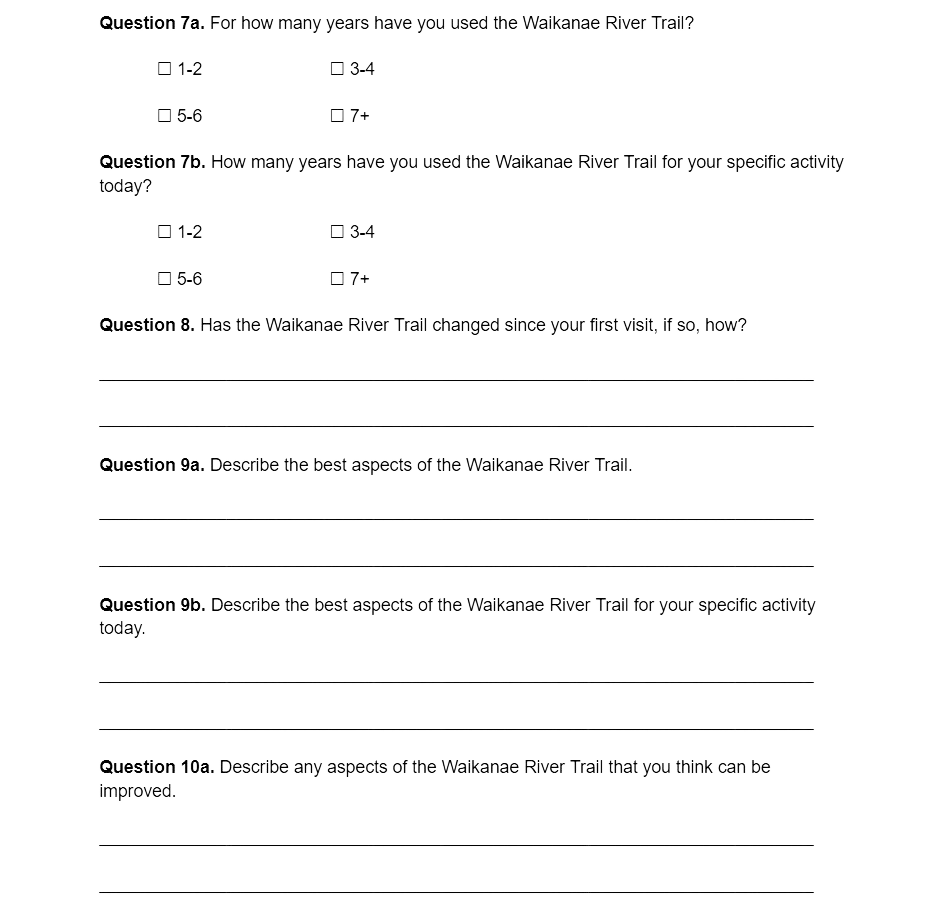 Question 7a. For how many years have you used the Waikanae River Trail?
☐ 1-2 ☐ 3-4
☐ 5-6 ☐ 7+
Question 7b. How many years have you used the Waikanae River Trail for your specific activity
today?
☐ 1-2 ☐ 3-4
☐ 5-6 ☐ 7+
Question 8. Has the Waikanae River Trail changed since your first visit, if so, how?
Question 9a. Describe the best aspects of the Waikanae River Trail.
Question 9b. Describe the best aspects of the Waikanae River Trail for your specific activity
today.
Question 10a. Describe any aspects of the Waikanae River Trail that you think can be
improved.